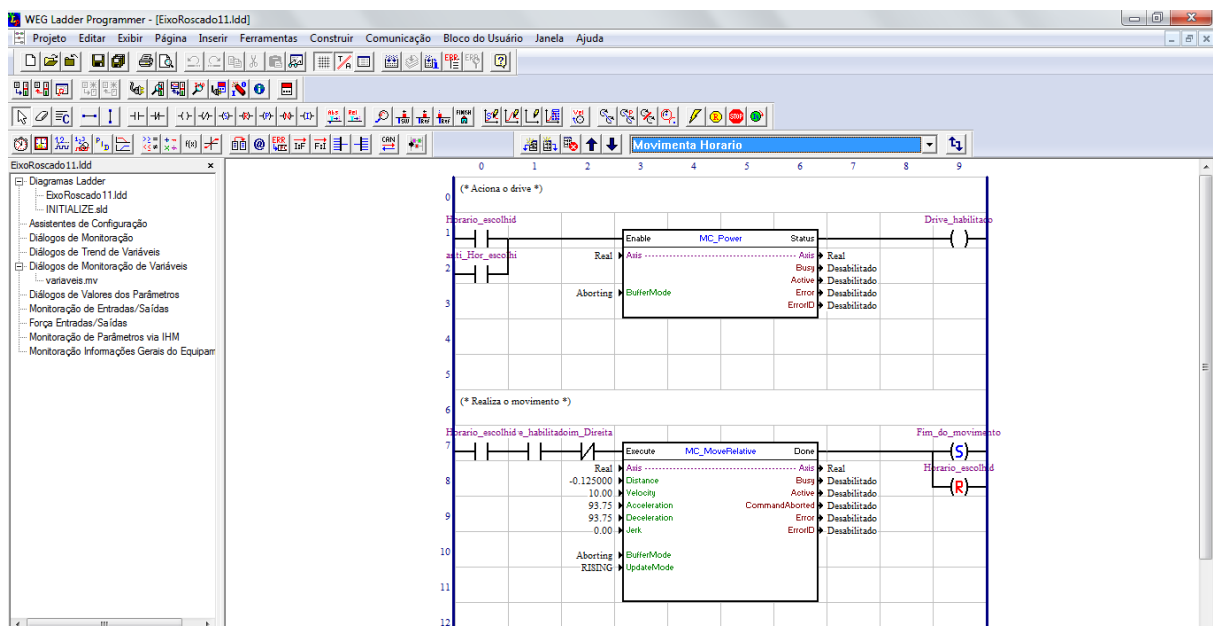 WEG Ladder Programmer - [EixoRoscado11.ldd]
Projeto Editar Exibir Página Inserir Ferramentas Construir Comunicação Bloco do Usuário Janela Ajuda
Movimenta Horario
EixoRoscado11.ldd
Diagramas Ladder
EixoRoscado11.ldd
INITIALIZE.sld
Assistentes de Configuração
Diálogos de Monitoração
Diálogos de Trend de Variáveis
Diálogos de Monitoração de Variáveis
variaveis.mv
Diálogos de Valores dos Parâmetros
Monitoração de Entradas/Saídas
Força Entradas/Saídas
Monitoração de Parâmetros via IHM
Monitoração Informações Gerais do Equipam
0 1 2 3 4 5 6 7 8 9
0 (* Aciona o drive *)
Horario_escolhid Drive_habilitado
1 Enable MC_Power Status
anti_Hor_escolhi Real Axis Axis Real
2 Busy Desabilitado
Active Desabilitado
Aborting BufferMode Error Desabilitado
3 ErrorID Desabilitado
4
5
(* Realiza o movimento *)
6
Horario_escolhid e_habilitado im_Direita Fim_do_movimento
7 Execute MC_MoveRelative Done (S)
Real Axis Axis Real Horario_escolhid
8 -0.125000 Distance Busy Desabilitado (R)
10.00 Velocity Active Desabilitado
93.75 Acceleration CommandAborted Desabilitado
9 93.75 Deceleration Error Desabilitado
0.00 Jerk ErrorID Desabilitado
10 Aborting BufferMode
RISING UpdateMode
11
12